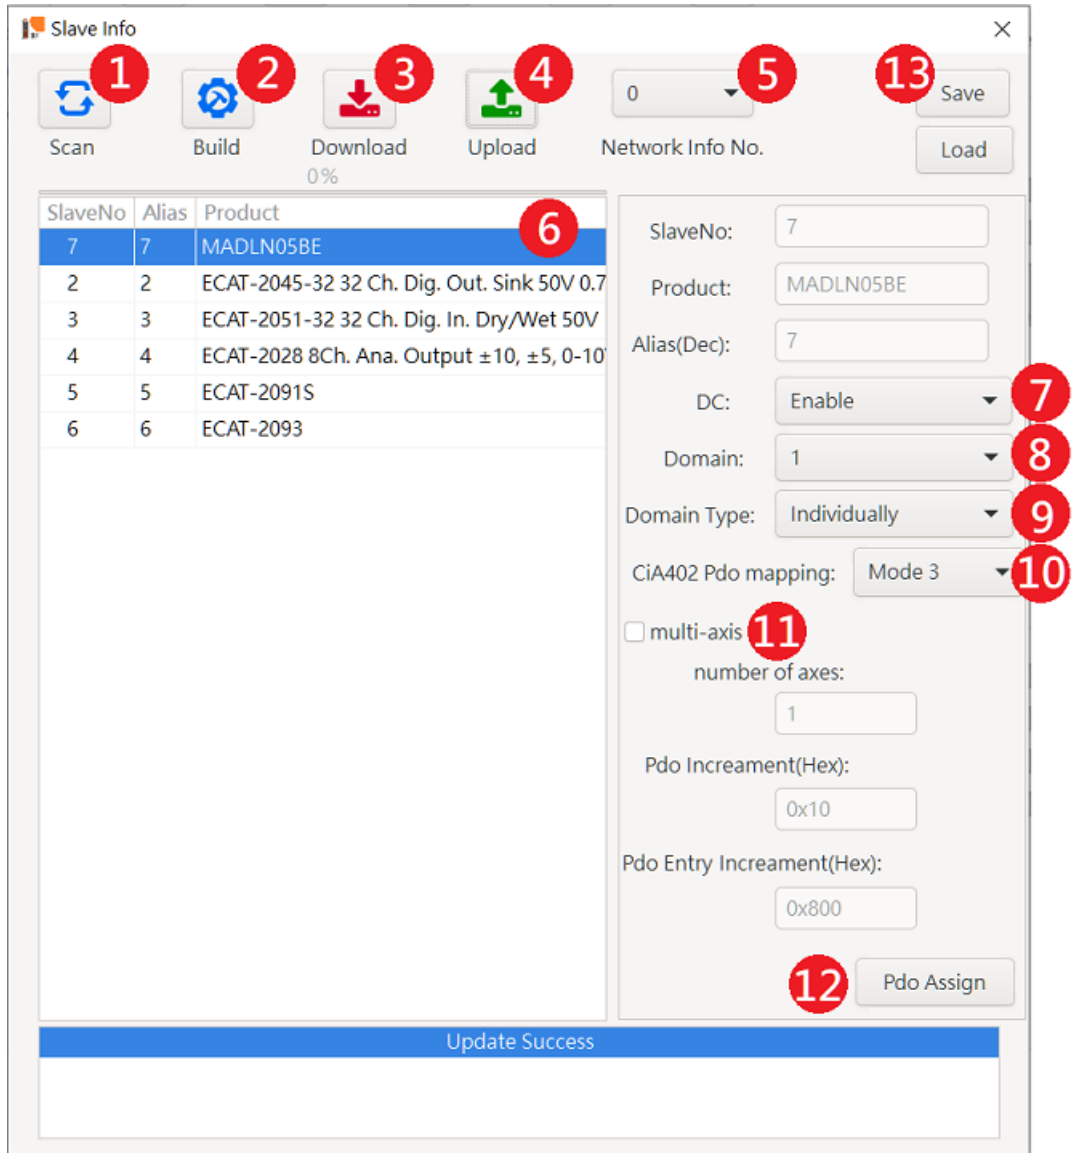 Slave Info
1 2 3 4 5 13
0 Save
Scan Build Download Upload Network Info No. Load
0%
SlaveNo Alias Product 6
7 7 MADLN05BE
2 2 ECAT-2045-32 32 Ch. Dig. Out. Sink 50V 0.7
3 3 ECAT-2051-32 32 Ch. Dig. In. Dry/Wet 50V
4 4 ECAT-2028 8Ch. Ana. Output ±10, ±5, 0-10
5 5 ECAT-2091S
6 6 ECAT-2093
SlaveNo: 7
Product: MADLN05BE
Alias(Dec): 7
DC: Enable 7
Domain: 1 8
Domain Type: Individually 9
CiA402 Pdo mapping: Mode 3 10
multi-axis 11
number of axes:
1
Pdo Increament(Hex):
0x10
Pdo Entry Increament(Hex):
0x800
12 Pdo Assign
Update Success